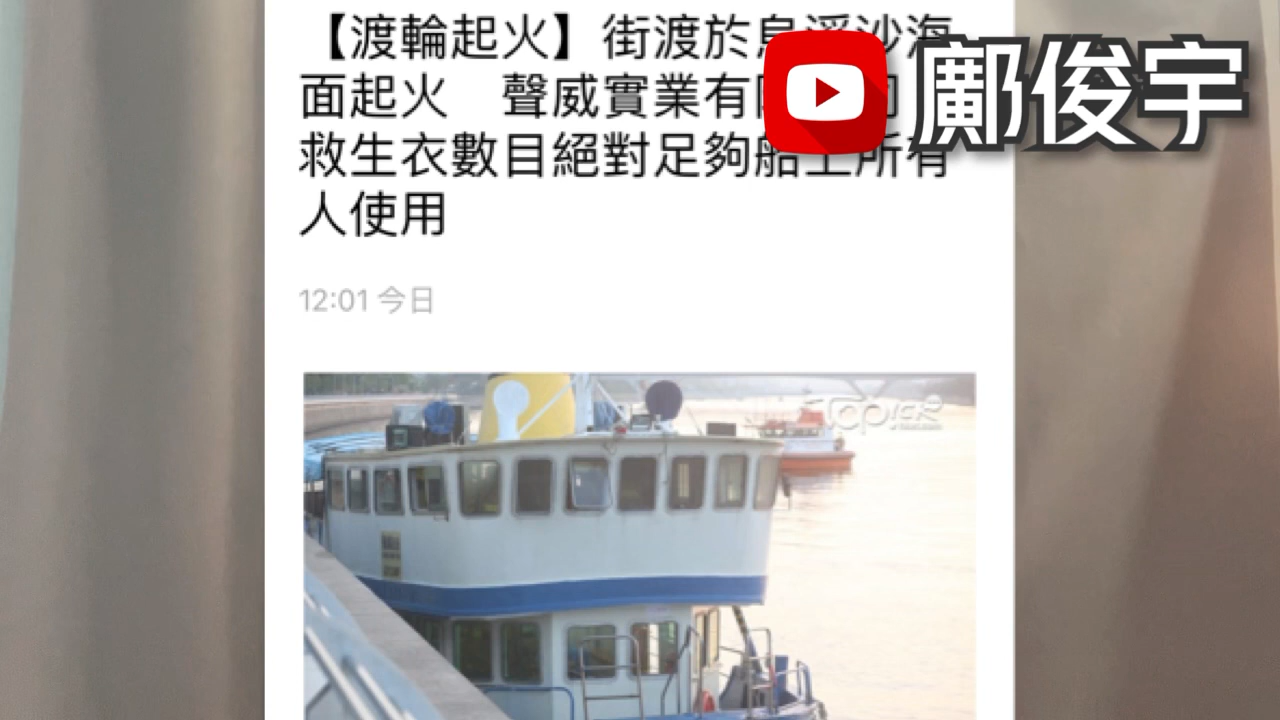 【渡輪起火】街渡於烏溪沙海
面起火　聲威實業有
救生衣數目絕對足夠船上所有
人使用
鄺俊宇
12:01 今日
TOPick